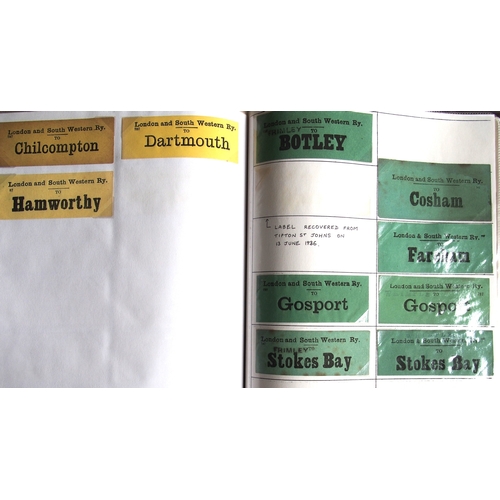 London and South Western Ry.
TO
Chilcompton
London and South Western Ry.
TO
Dartmouth
London and South Western Ry.
TO
Hamworthy
London and South Western Ry.
TO
BOTLEY
London and South Western Ry.
TO
Cosham
LABEL RECOVERED FROM
TIPTON ST JOHNS ON
London & South Western Ry.
TO
Fareham
London and South Western Ry.
TO
Gosport
London and South Western Ry.
TO
Gosport
London and South Western Ry.
FRIMLEY TO
Stokes Bay
London and South Western Ry.
TO
Stokes Bay